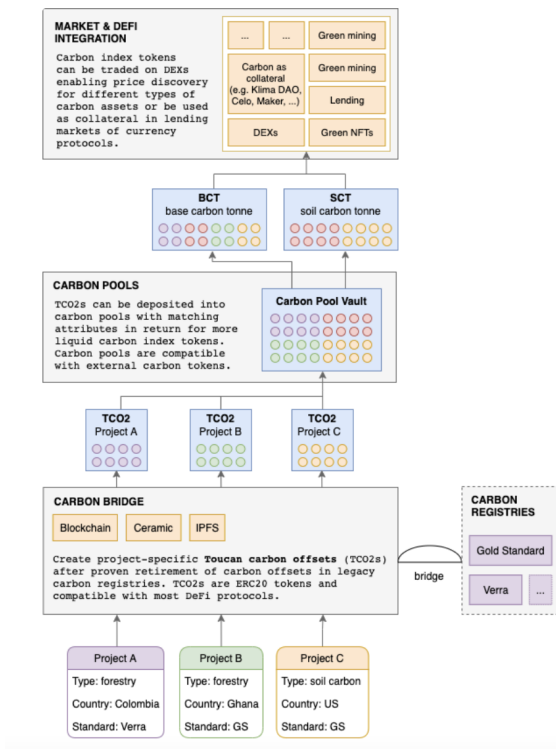 MARKET & DEFI
INTEGRATION
Carbon index tokens
can be traded on DEXs
enabling price discovery
for different types of
carbon assets or be used
as collateral in lending
markets of currency
protocols.
...
...
Green mining
Carbon as
collateral
(e.g. Klima DAO,
Celo, Maker, ...)
Green mining
Lending
DEXs
Green NFTs
BCT
base carbon tonne
SCT
soil carbon tonne
CARBON POOLS
TCO2s can be deposited into
carbon pools with matching
attributes in return for more
liquid carbon index tokens.
Carbon pools are compatible
with external carbon tokens.
Carbon Pool Vault
TCO2
Project A
TCO2
Project B
TCO2
Project C
CARBON BRIDGE
Blockchain
Ceramic
IPFS
Create project-specific Toucan carbon offsets (TCO2s)
after proven retirement of carbon offsets in legacy
carbon registries. TCO2s are ERC20 tokens and
compatible with most DeFi protocols.
bridge
CARBON
REGISTRIES
Gold Standard
Verra
...
Project A
Type: forestry
Country: Colombia
Standard: Verra
Project B
Type: forestry
Country: Ghana
Standard: GS
Project C
Type: soil carbon
Country: US
Standard: GS